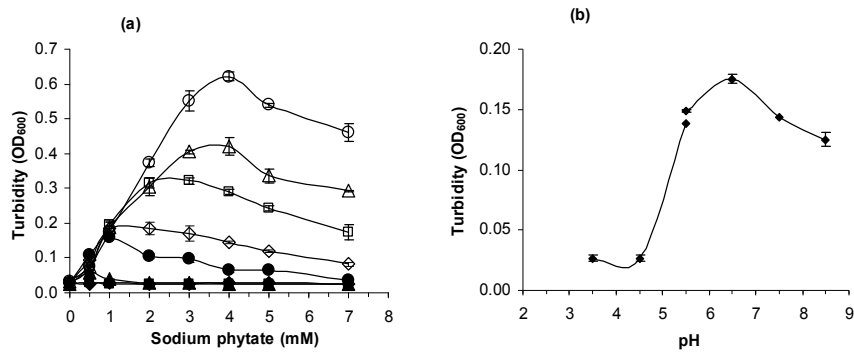 (a)
0.7
0.6
0.5
0.4
0.3
0.2
0.1
0.0
Turbidity (OD600)
0 1 2 3 4 5 6 7 8
Sodium phytate (mM)
(b)
0.20
0.15
0.10
0.05
0.00
Turbidity (OD600)
2 3 4 5 6 7 8 9
pH